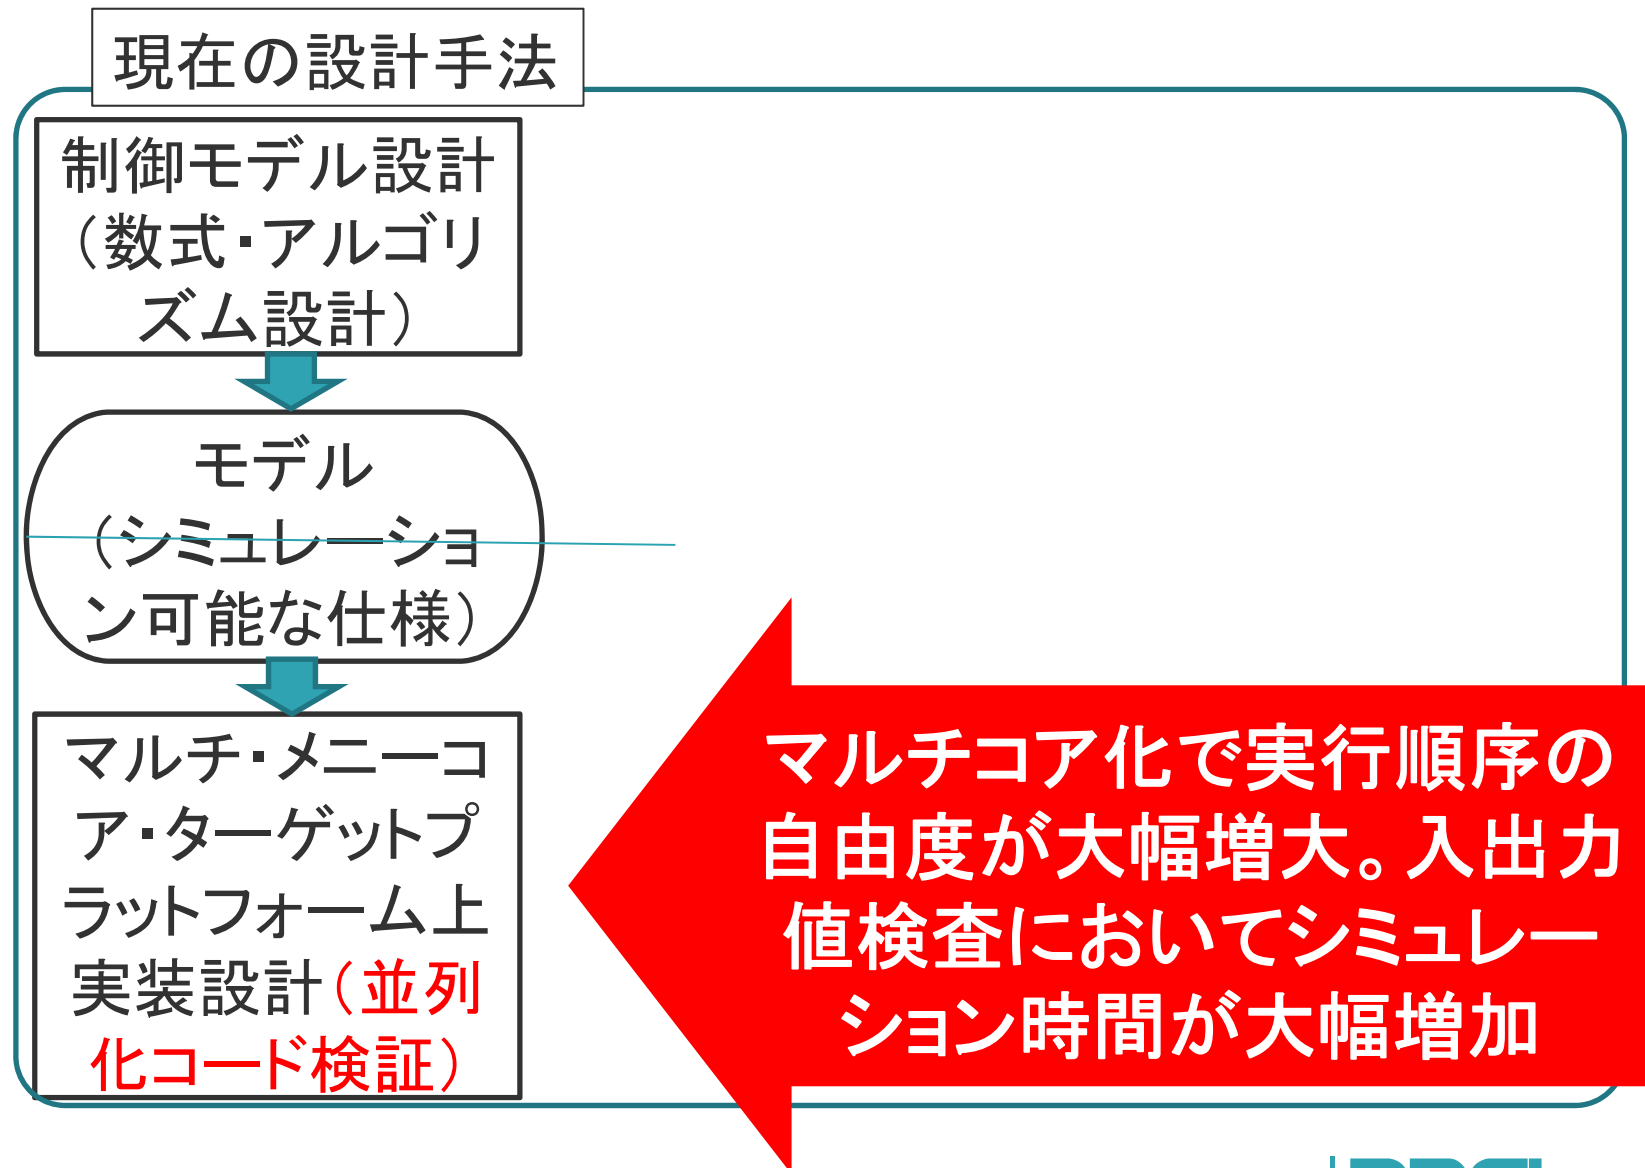 現在の設計手法
制御モデル設計
（数式・アルゴリ
ズム設計）
モデル
（シミュレーショ
ン可能な仕様）
マルチ・メニーコ
ア・ターゲットプ
ラットフォーム上
実装設計（並列
化コード検証）
マルチコア化で実行順序の
自由度が大幅増大。入出力
値検査においてシミュレー
ション時間が大幅増加